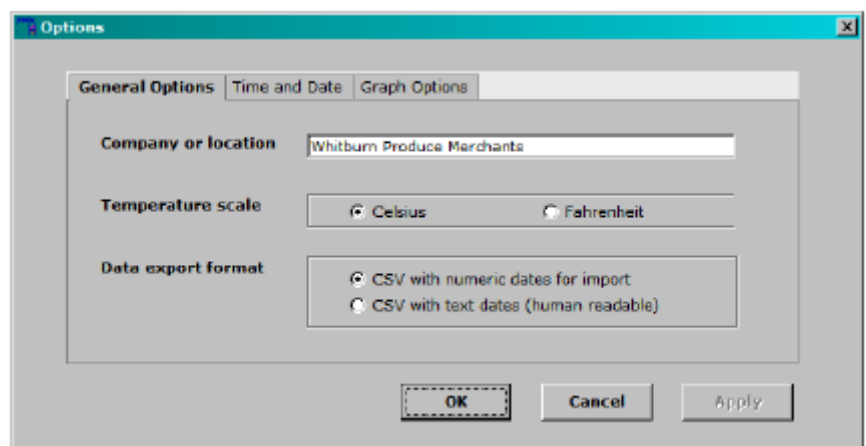 Options
General Options Time and Date Graph Options
Company or location Whitburn Produce Merchants
Temperature scale Celsius Fahrenheit
Data export format
CSV with numeric dates for import
CSV with text dates (human readable)
OK Cancel Apply